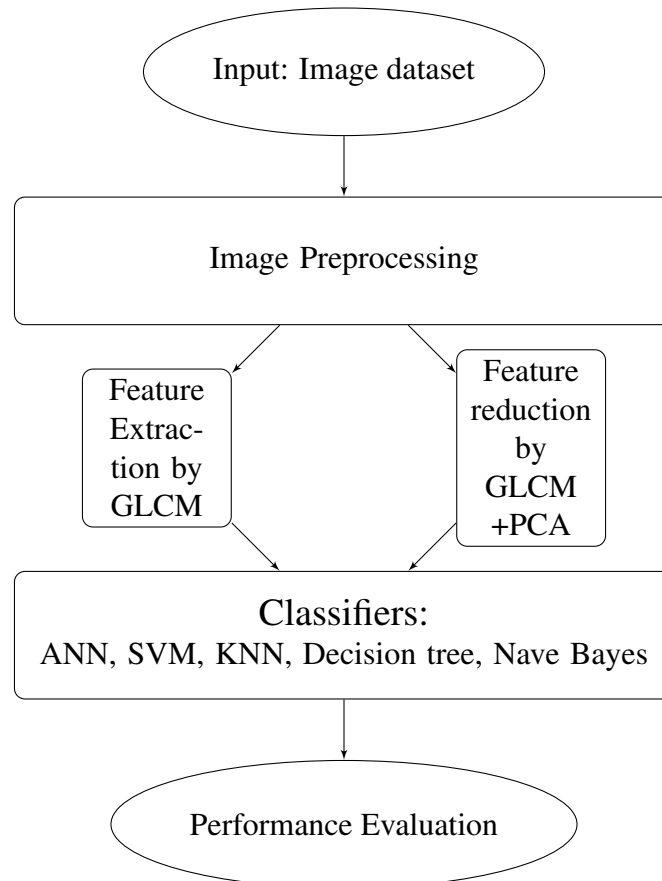 Input: Image dataset
Image Preprocessing
Feature
Extrac-
tion by
GLCM
Feature
reduction
by
GLCM
+PCA
Classifiers:
ANN, SVM, KNN, Decision tree, Nave Bayes
Performance Evaluation